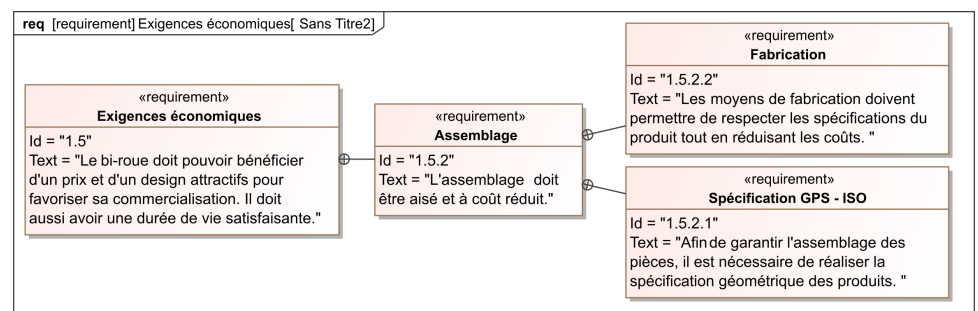 req [requirement] Exigences économiques[ Sans Titre2]
«requirement»
Exigences économiques
Id = "1.5"
Text = "Le bi-roue doit pouvoir bénéficier
d'un prix et d'un design attractifs pour
favoriser sa commercialisation. Il doit
aussi avoir une durée de vie satisfaisante."
«requirement»
Assemblage
Id = "1.5.2"
Text = "L'assemblage doit
être aisé et à coût réduit."
«requirement»
Fabrication
Id = "1.5.2.2"
Text = "Les moyens de fabrication doivent
permettre de respecter les spécifications du
produit tout en réduisant les coûts. "
«requirement»
Spécification GPS - ISO
Id = "1.5.2.1"
Text = "Afin de garantir l'assemblage des
pièces, il est nécessaire de réaliser la
spécification géométrique des produits. "